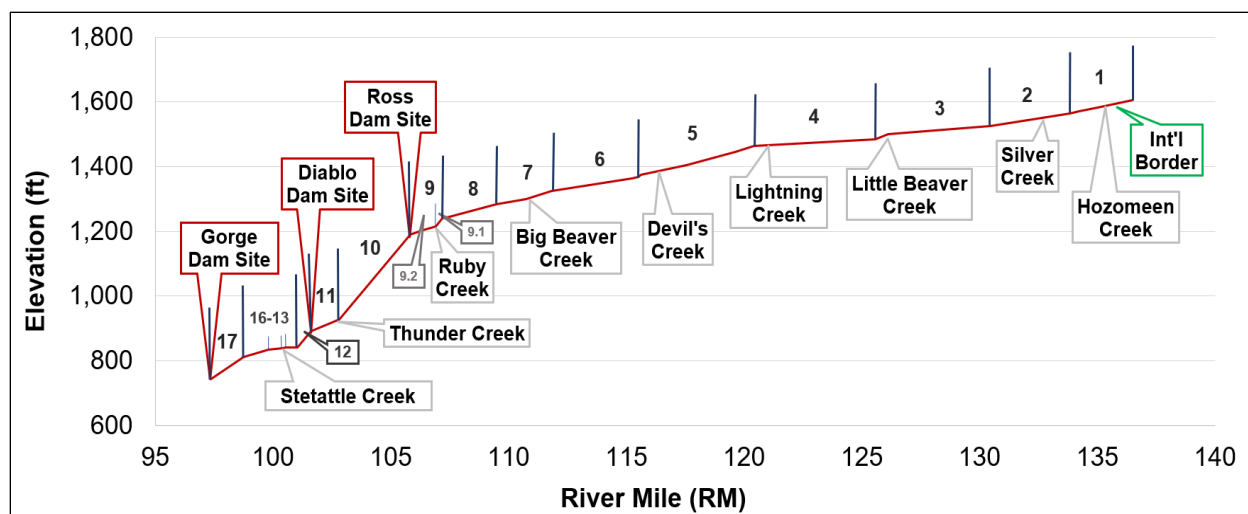 1,800
1,600
1,400
1,200
1,000
800
600
Elevation (ft)
95
100
105
110
115
120
125
130
135
140
River Mile (RM)
Gorge
Dam Site
Diablo
Dam Site
Ross
Dam Site
17
16-13
12
11
10
9
9.2
9.1
8
7
6
5
4
3
2
1
Stetattle Creek
Thunder Creek
Ruby
Creek
Big Beaver
Creek
Devil's
Creek
Lightning
Creek
Little Beaver
Creek
Silver
Creek
Hozomeen
Creek
Int'l
Border